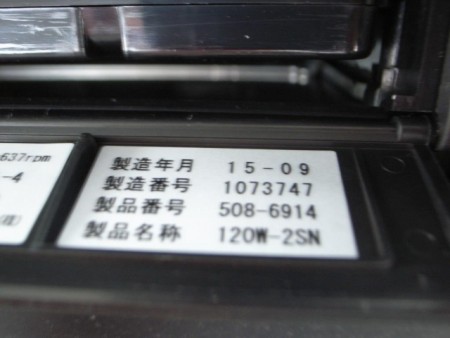 637rpm
-4
製造年月 15-09
製造番号 1073747
製品番号 508-6914
製品名称 120W-2SN